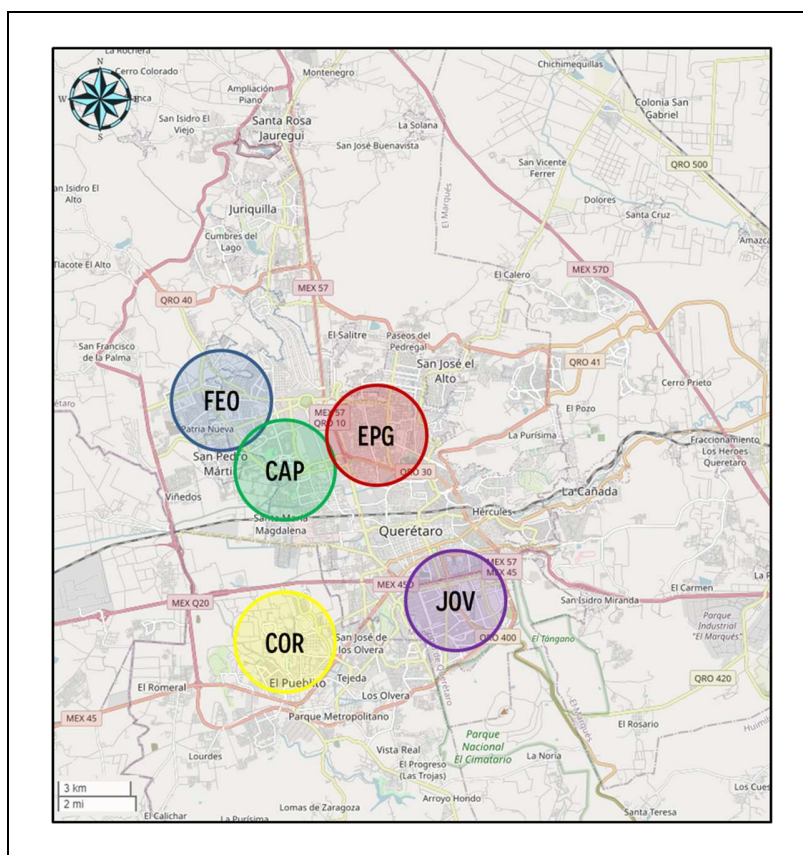 La Rochera
N
Cerro Colorado
Montenegro
Chichimequillas
W
E
S
Ampliación
Piano
Colonia San
Gabriel
San Isidro El
Viejo
Santa Rosa
Jauregui
La Solana
San José Buenavista
QRO 500
San Vicente
Ferrer
an Isidro El
Alto
El Marqués
Dolores
Juriquilla
Santa Cruz
Cumbres del
Lago
Amazca
Tlacote El Alto
El Calero
MEX 57D
MEX 57
QRO 40
El Salitre
Paseos del
Pedregal
San Francisco
de la Palma
San José el
Alto
QRO 41
Cerro Prieto
FEO
étaro
MEX 57
QRO 10
El Pozo
Patria Nueva
EPG
La Purísima
Fraccionamiento
Los Heroes
Queretaro
San Pedro
Márti
CAP
QRO 30
Viñedos
La Cañada
Hércules
Santa María
Magdalena
Querétaro
MEX 57
MEX 45
MEX 45D
El Carmen
La P
MEX Q20
JOV
San Isidro Miranda
Parque
Industrial
"El Marqués"
COR
San José de
los Olvera
QRO 400
El Tángano
de Querétaro
El Pueblito
Tejeda
QRO 420
El Romeral
Los Olvera
MEX 45
Parque Metropolitano
El Marqués
El Rosario
Huimil
Parque
Nacional
El Cimatario
Vista Real
Lourdes
El Progreso
(Las Trojas)
La Noria
3 km
2 mi
Arroyo Hondo
Los Cues
El Calichar
La Purísima
Lomas de Zaragoza
Santa Teresa